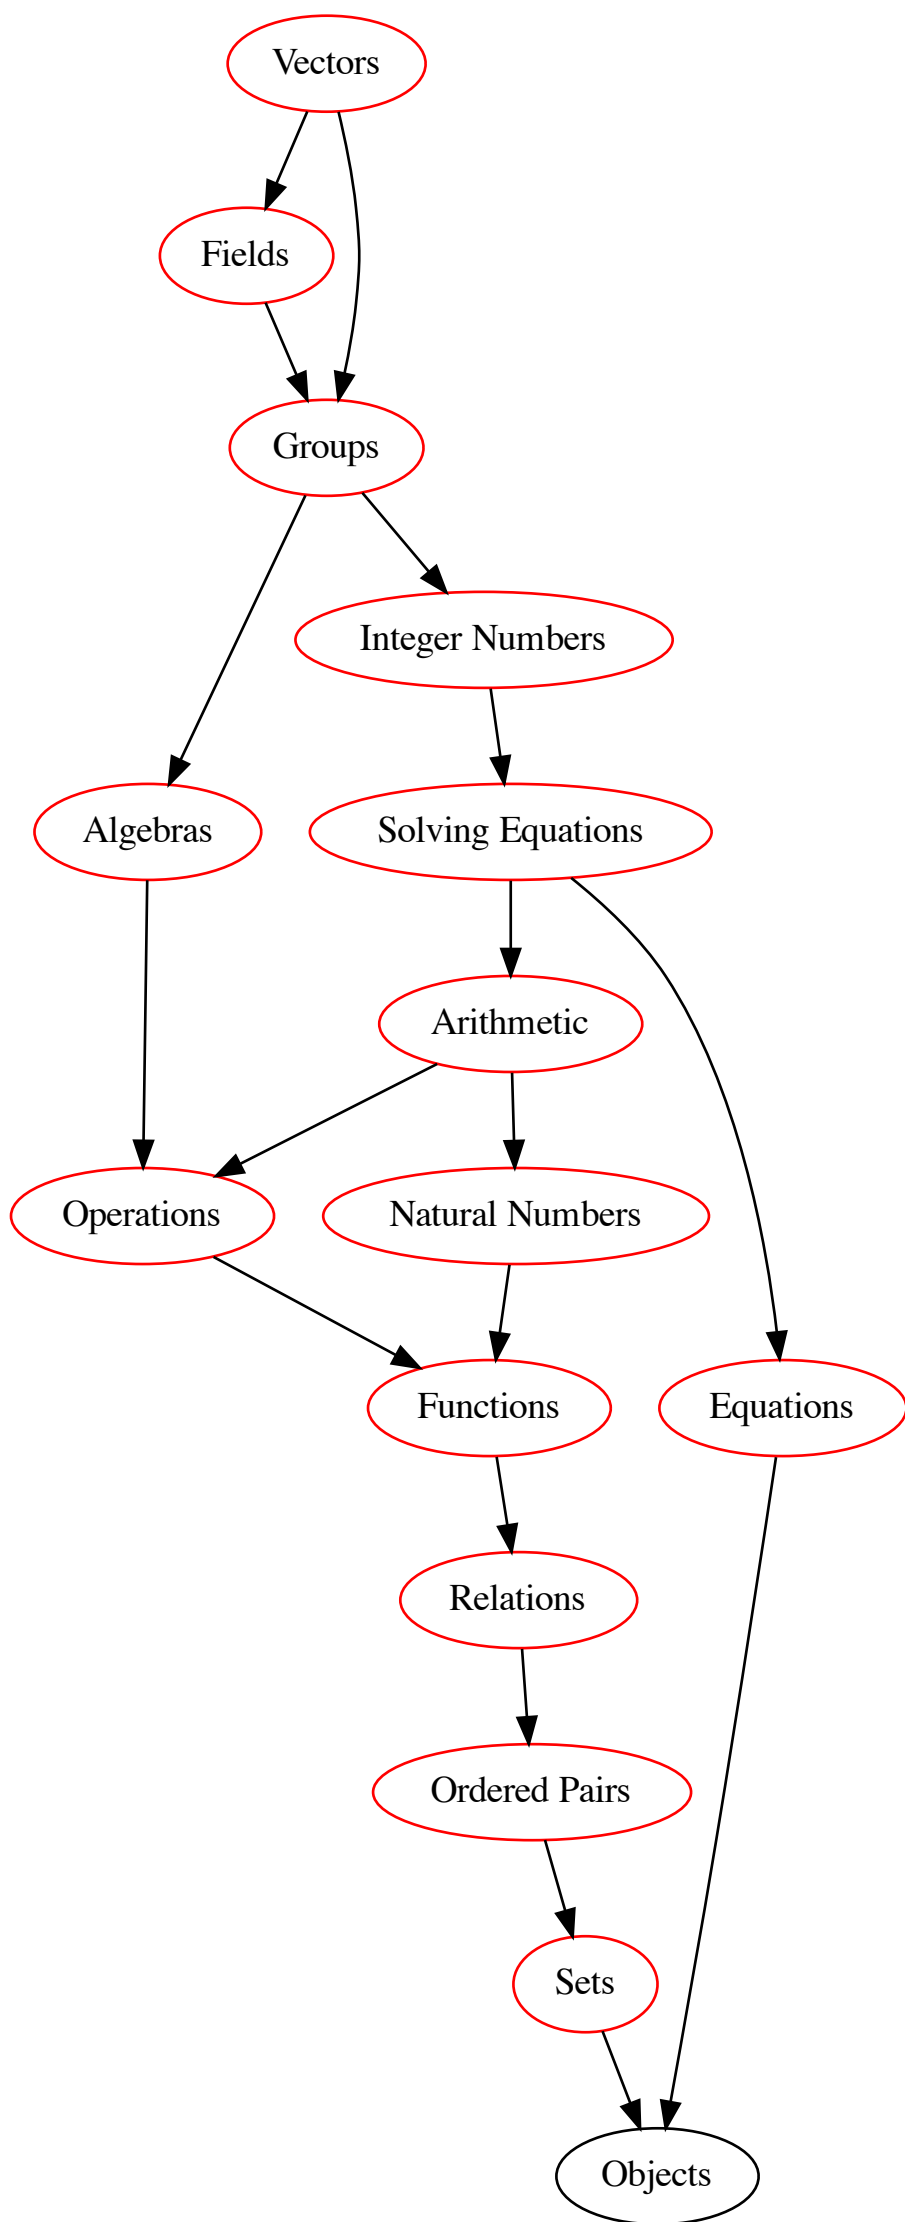 Vectors
Fields
Groups
Integer Numbers
Algebras
Solving Equations
Arithmetic
Operations
Natural Numbers
Functions
Equations
Relations
Ordered Pairs
Sets
Objects